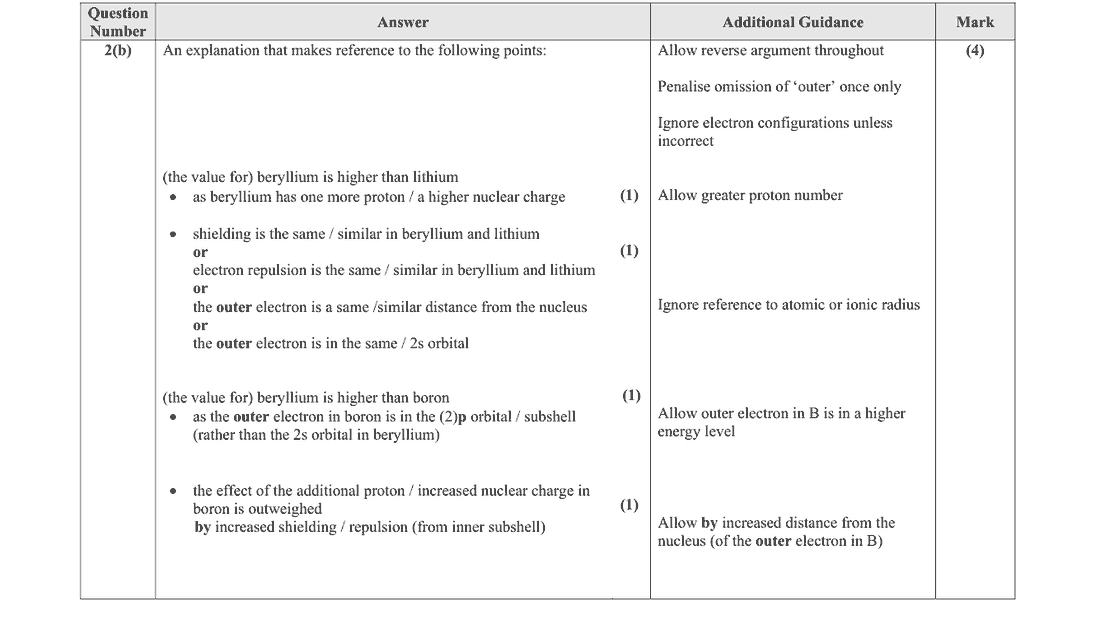 Question Number
Answer
Additional Guidance
Mark
2(b)
An explanation that makes reference to the following points:
Allow reverse argument throughout
(4)
Penalise omission of ‘outer’ once only
Ignore electron configurations unless
incorrect
(the value for) beryllium is higher than lithium
• as beryllium has one more proton / a higher nuclear charge
(1)
Allow greater proton number
• shielding is the same / similar in beryllium and lithium
or
(1)
electron repulsion is the same / similar in beryllium and lithium
or
the outer electron is a same /similar distance from the nucleus
Ignore reference to atomic or ionic radius
or
the outer electron is in the same / 2s orbital
(the value for) beryllium is higher than boron
(1)
• as the outer electron in boron is in the (2)p orbital / subshell
(rather than the 2s orbital in beryllium)
Allow outer electron in B is in a higher
energy level
• the effect of the additional proton / increased nuclear charge in
boron is outweighed
(1)
by increased shielding / repulsion (from inner subshell)
Allow by increased distance from the
nucleus (of the outer electron in B)